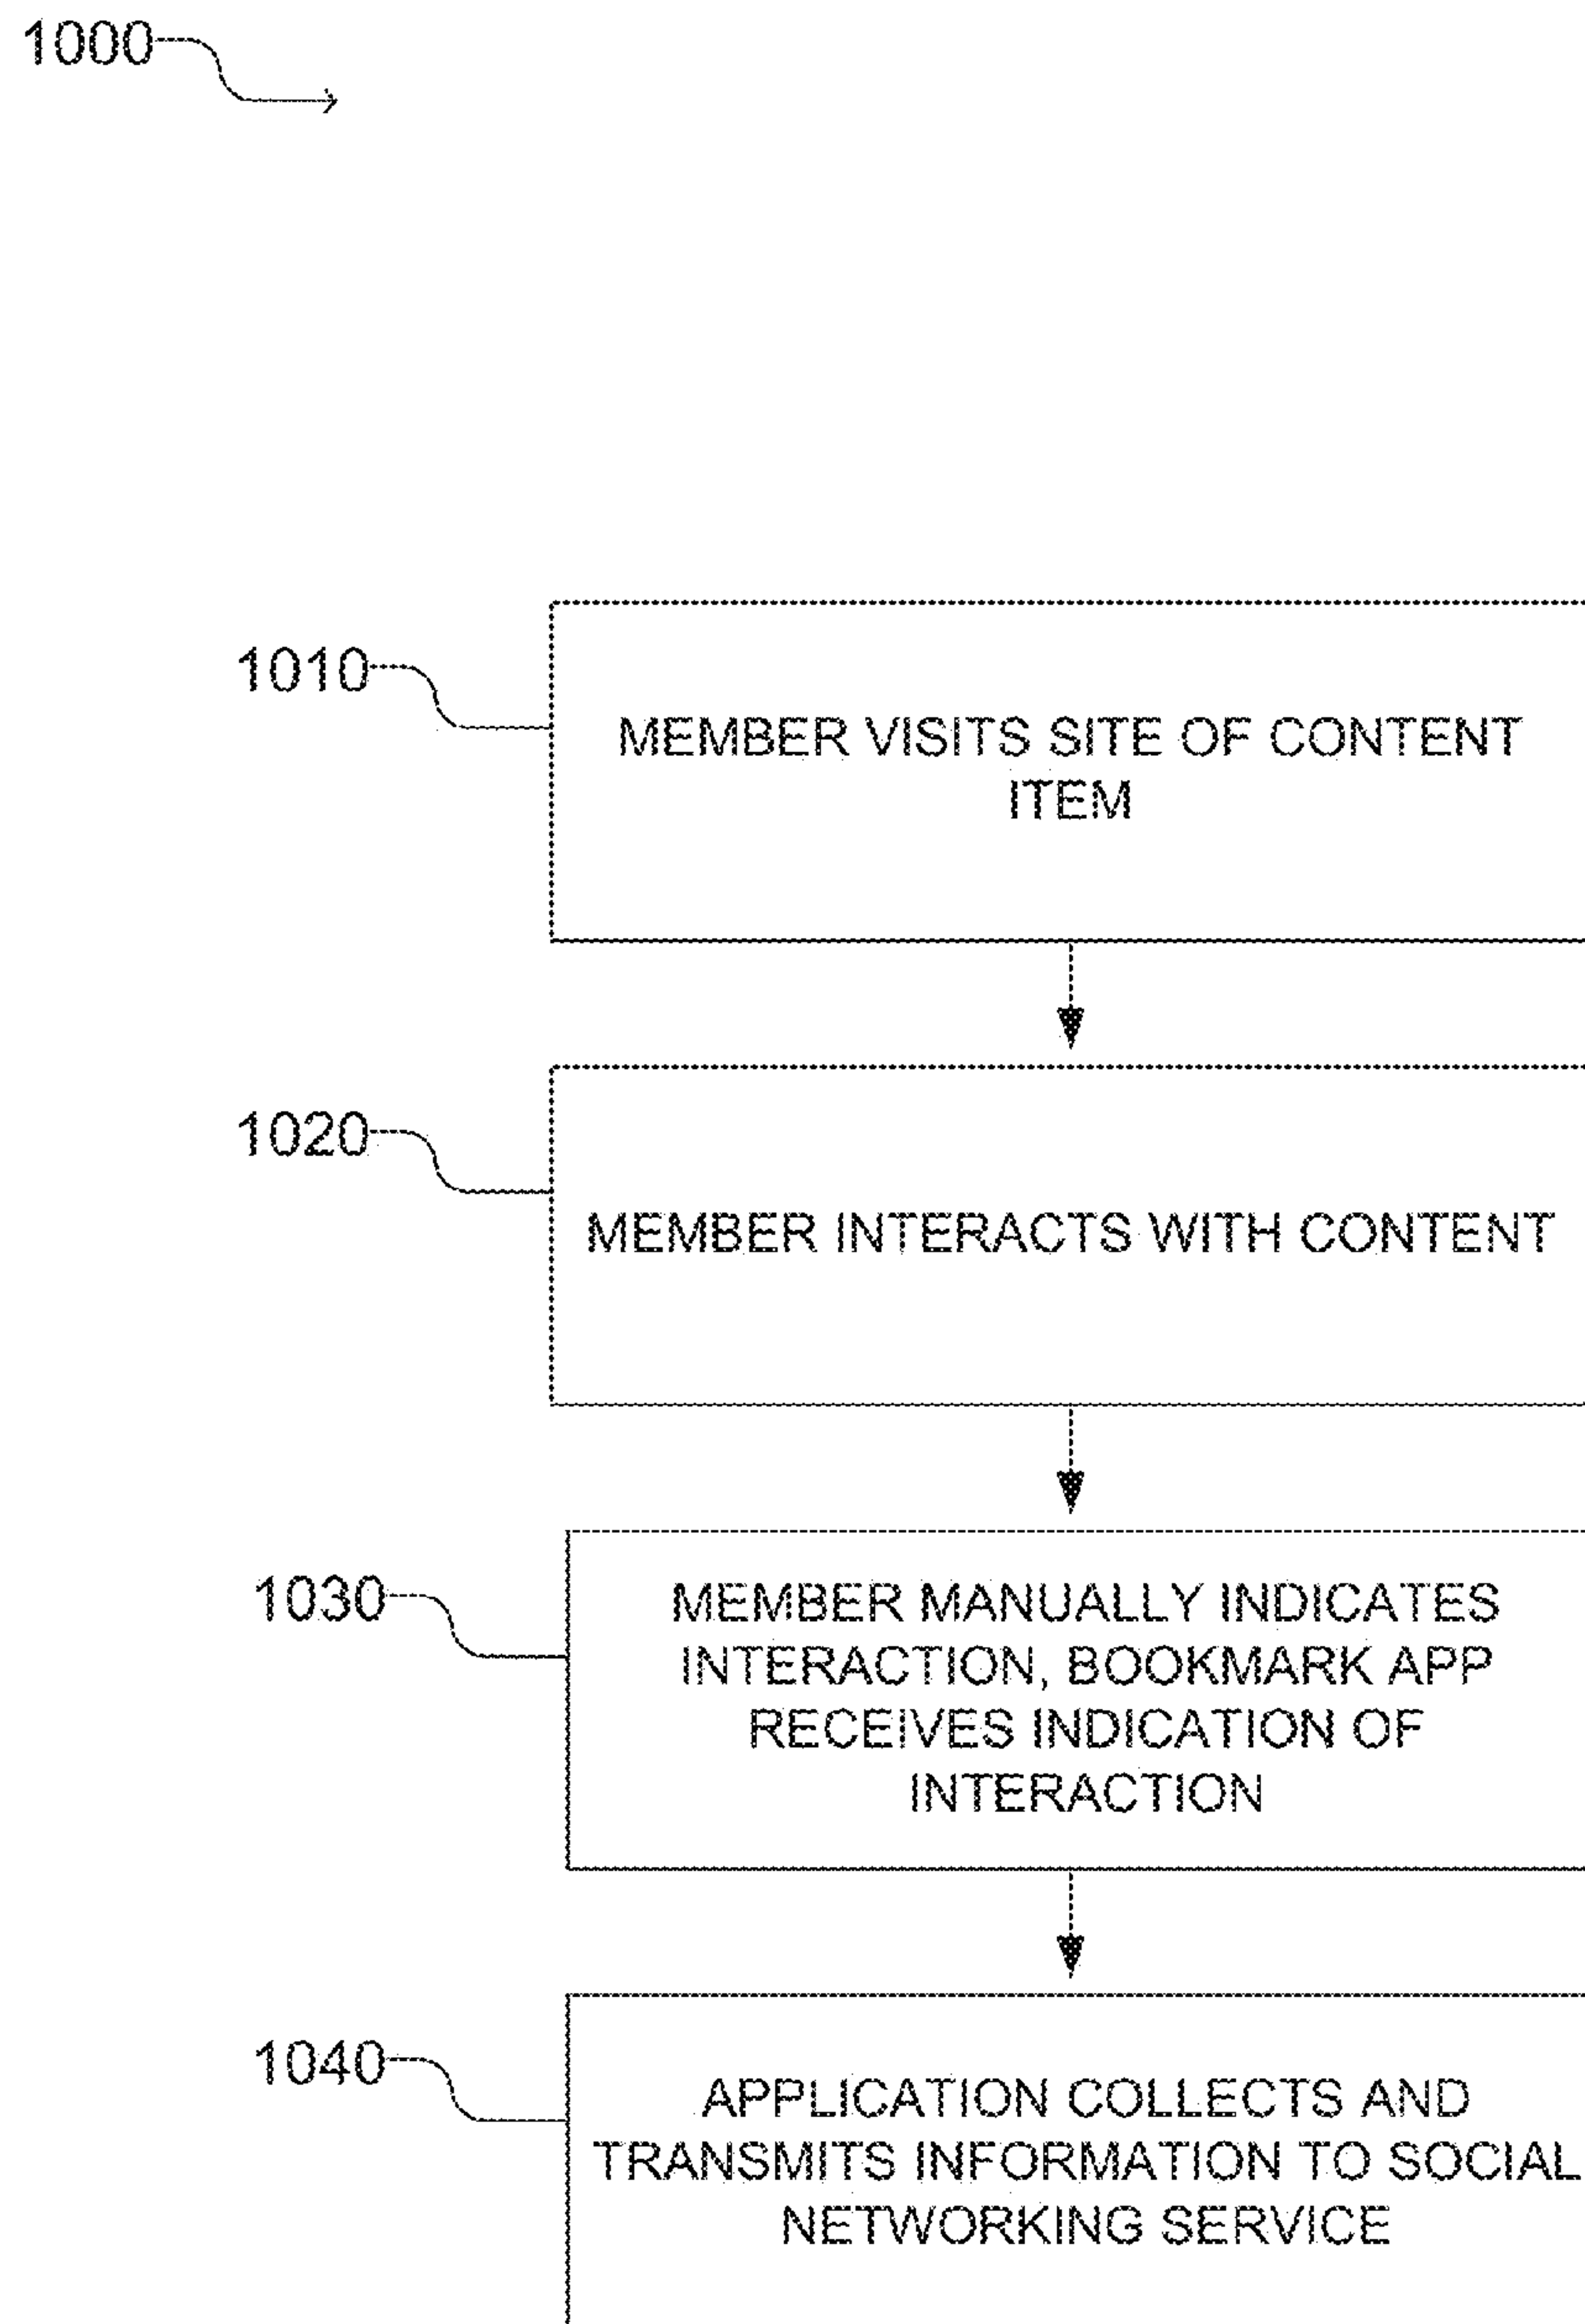 1000
1010
MEMBER VISITS SITE OF CONTENT
ITEM
1020
MEMBER INTERACTS WITH CONTENT
1030
MEMBER MANUALLY INDICATES
INTERACTION, BOOKMARK APP
RECEIVES INDICATION OF
INTERACTION
1040
APPLICATION COLLECTS AND
TRANSMITS INFORMATION TO SOCIAL
NETWORKING SERVICE